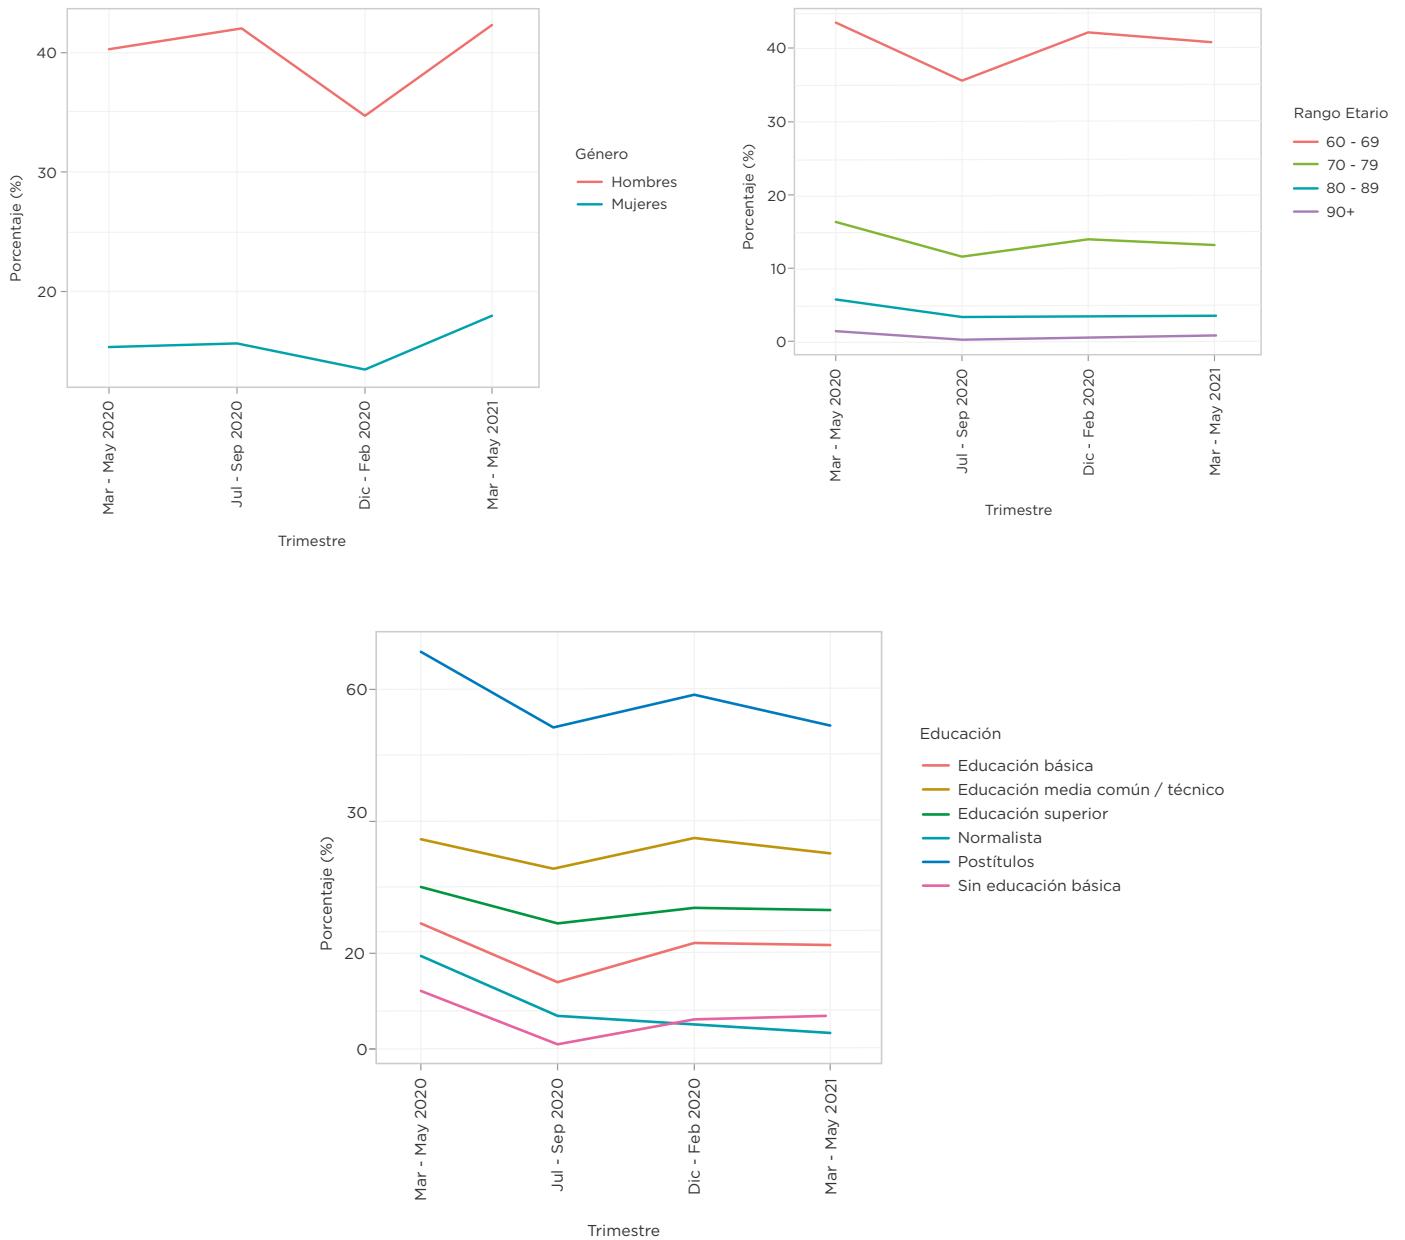 Porcentaje (%)
40
30
20
Mar - May 2020
Jul - Sep 2020
Dic - Feb 2020
Mar - May 2021
Trimestre
Género
Hombres
Mujeres
Porcentaje (%)
40
30
20
10
0
Mar - May 2020
Jul - Sep 2020
Dic - Feb 2020
Mar - May 2021
Trimestre
Rango Etario
60 - 69
70 - 79
80 - 89
90+
Porcentaje (%)
60
30
20
0
Mar - May 2020
Jul - Sep 2020
Dic - Feb 2020
Mar - May 2021
Trimestre
Educación
Educación básica
Educación media común / técnico
Educación superior
Normalista
Postítulos
Sin educación básica